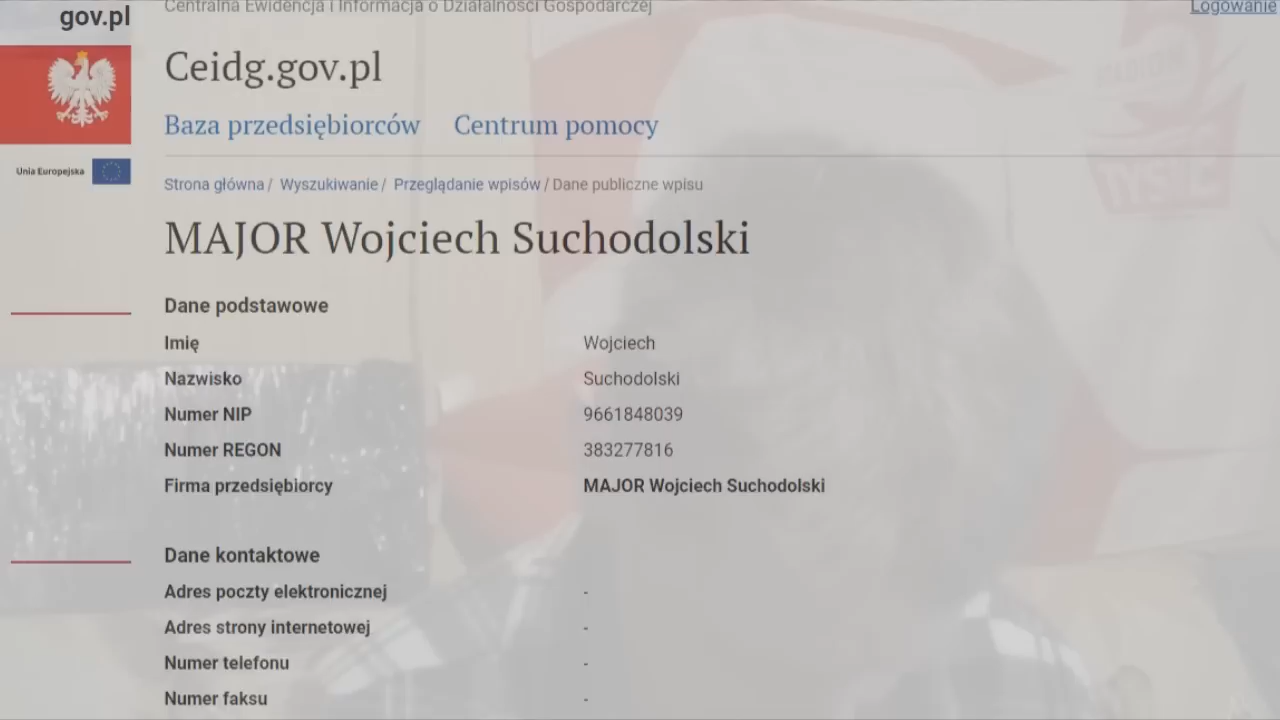 gov.pl
Centralna Ewidencja i Informacja o Działalności Gospodarczej
Logowanie
Ceidg.gov.pl
Baza przedsiębiorców Centrum pomocy
Unia Europejska
Strona główna / Wyszukiwanie / Przeglądanie wpisów / Dane publiczne wpisu
MAJOR Wojciech Suchodolski
Dane podstawowe
Imię Wojciech
Nazwisko Suchodolski
Numer NIP 9661848039
Numer REGON 383277816
Firma przedsiębiorcy MAJOR Wojciech Suchodolski
Dane kontaktowe
Adres poczty elektronicznej -
Adres strony internetowej -
Numer telefonu -
Numer faksu -